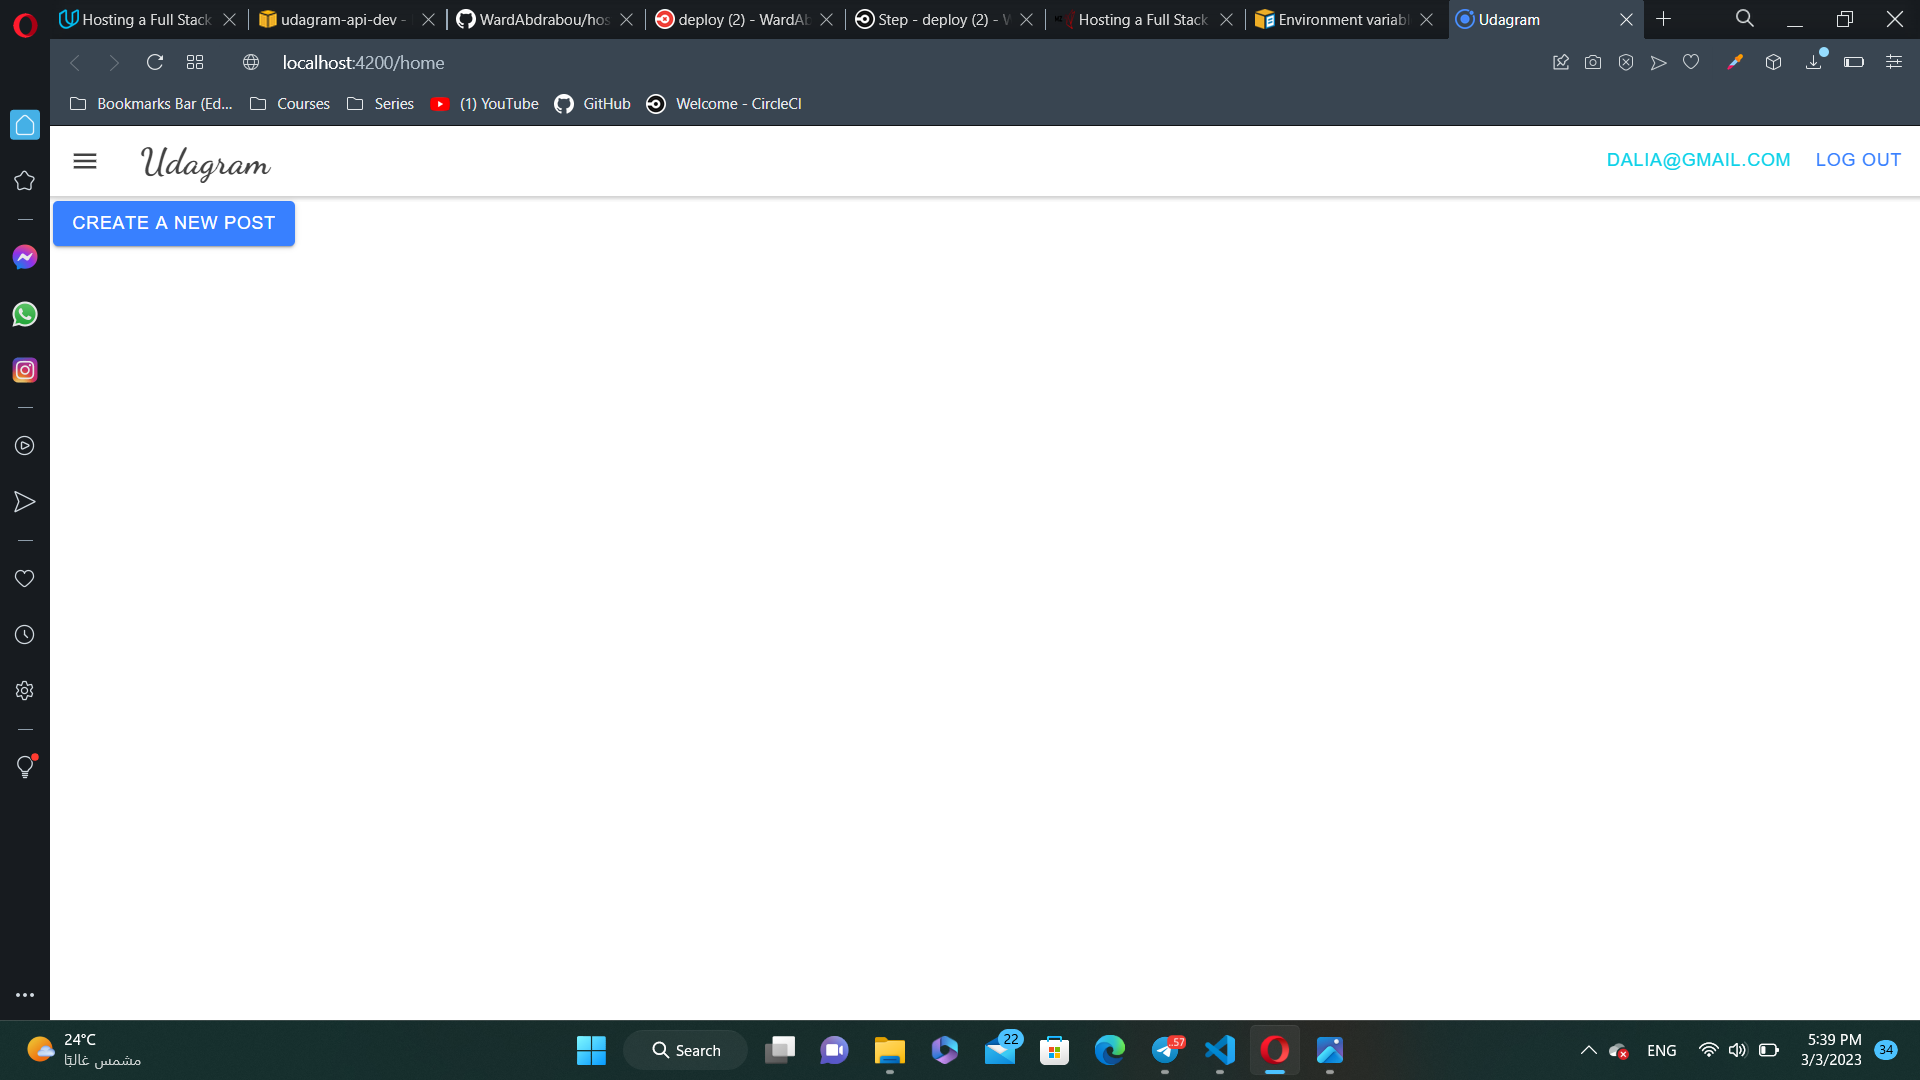 Hosting a Full Stack
udagram-api-dev -
WardAbdrabou/hos
deploy (2) - WardAb
Step - deploy (2) - W
Hosting a Full Stack
Environment variabl
Udagram
localhost:4200/home
Bookmarks Bar (Ed...
Courses
Series
(1) YouTube
GitHub
Welcome - CircleCI
Udagram
DALIA@GMAIL.COM
LOG OUT
CREATE A NEW POST
24°C
مشمس غالبًا
Search
22
..57
ENG
5:39 PM
3/3/2023
34